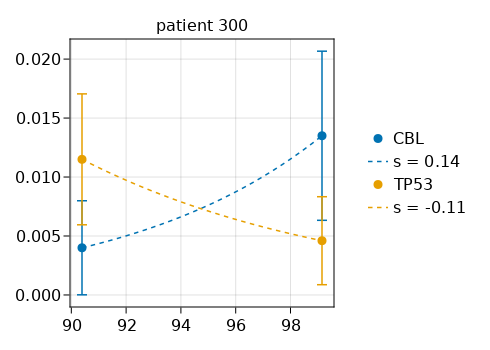 patient 300
0.020
0.015
0.010
0.005
0.000
90 92 94 96 98
CBL
s = 0.14
TP53
s = -0.11